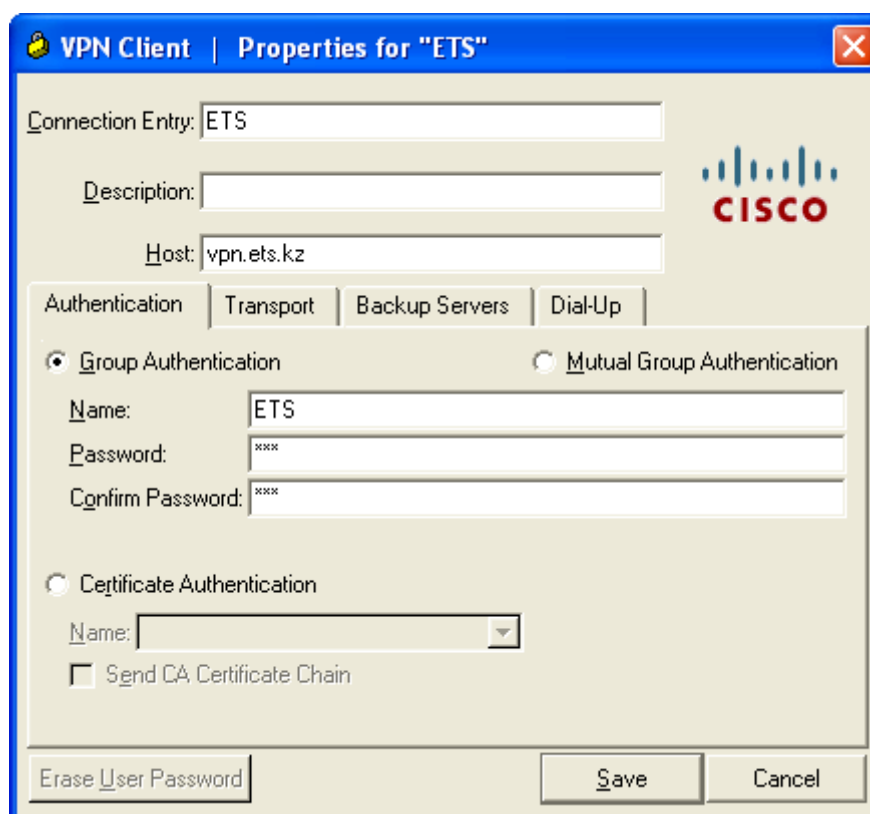 VPN Client | Properties for "ETS"
Connection Entry: ETS
Description:
CISCO
Host: vpn.ets.kz
Authentication Transport Backup Servers Dial-Up
Group Authentication Mutual Group Authentication
Name: ETS
Password: ***
Confirm Password: ***
Certificate Authentication
Name:
Send CA Certificate Chain
Erase User Password Save Cancel